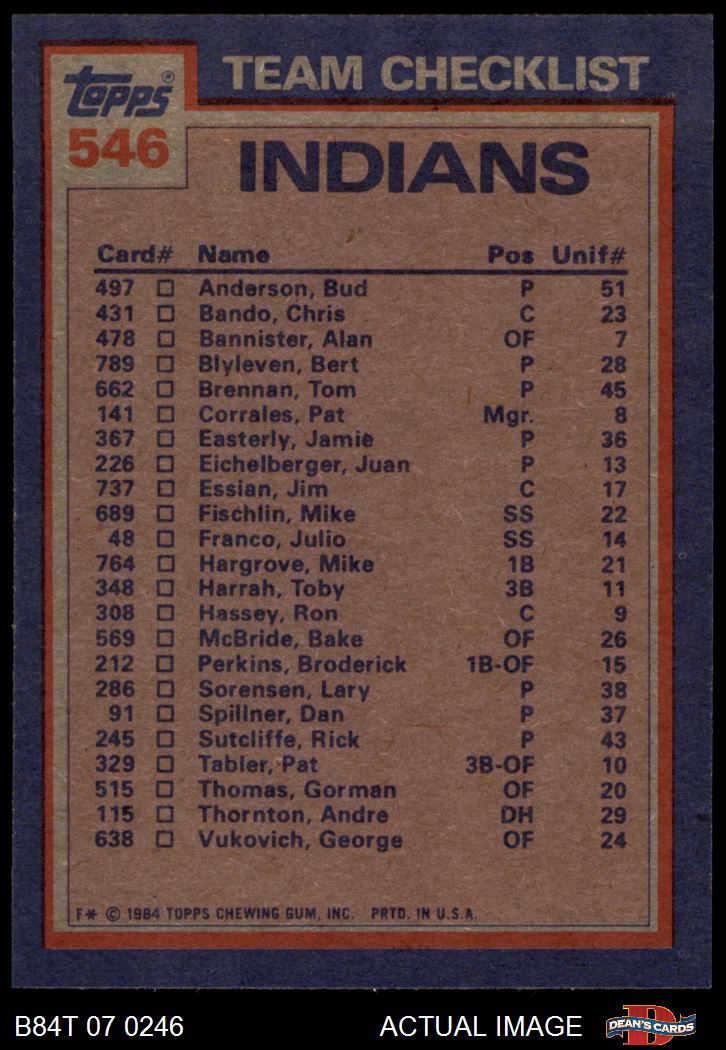 Topps®
546
TEAM CHECKLIST
INDIANS
Card# Name Pos Unif#
497 □ Anderson, Bud P 51
431 □ Bando, Chris C 23
478 □ Bannister, Alan OF 7
789 □ Blyleven, Bert P 28
662 □ Brennan, Tom P 45
141 □ Corrales, Pat Mgr. 8
367 □ Easterly, Jamie P 36
226 □ Eichelberger, Juan P 13
737 □ Essian, Jim C 17
689 □ Fischlin, Mike SS 22
48 □ Franco, Julio SS 14
764 □ Hargrove, Mike 1B 21
348 □ Harrah, Toby 3B 11
308 □ Hassey, Ron C 9
569 □ McBride, Bake OF 26
212 □ Perkins, Broderick 1B-OF 15
286 □ Sorensen, Lary P 38
91 □ Spillner, Dan P 37
245 □ Sutcliffe, Rick P 43
329 □ Tabler, Pat 3B-OF 10
515 □ Thomas, Gorman OF 20
115 □ Thornton, Andre DH 29
638 □ Vukovich, George OF 24
F* © 1984 TOPPS CHEWING GUM, INC. PRTD. IN U.S.A.
B84T 07 0246 ACTUAL IMAGE D DEAN'S CARDS